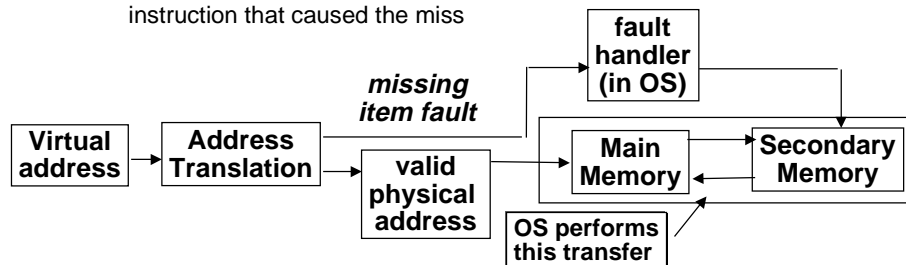 instruction that caused the miss
fault
handler
(in OS)
missing
item fault
Virtual
address
Address
Translation
valid
physical
address
Main
Memory
Secondary
Memory
OS performs
this transfer